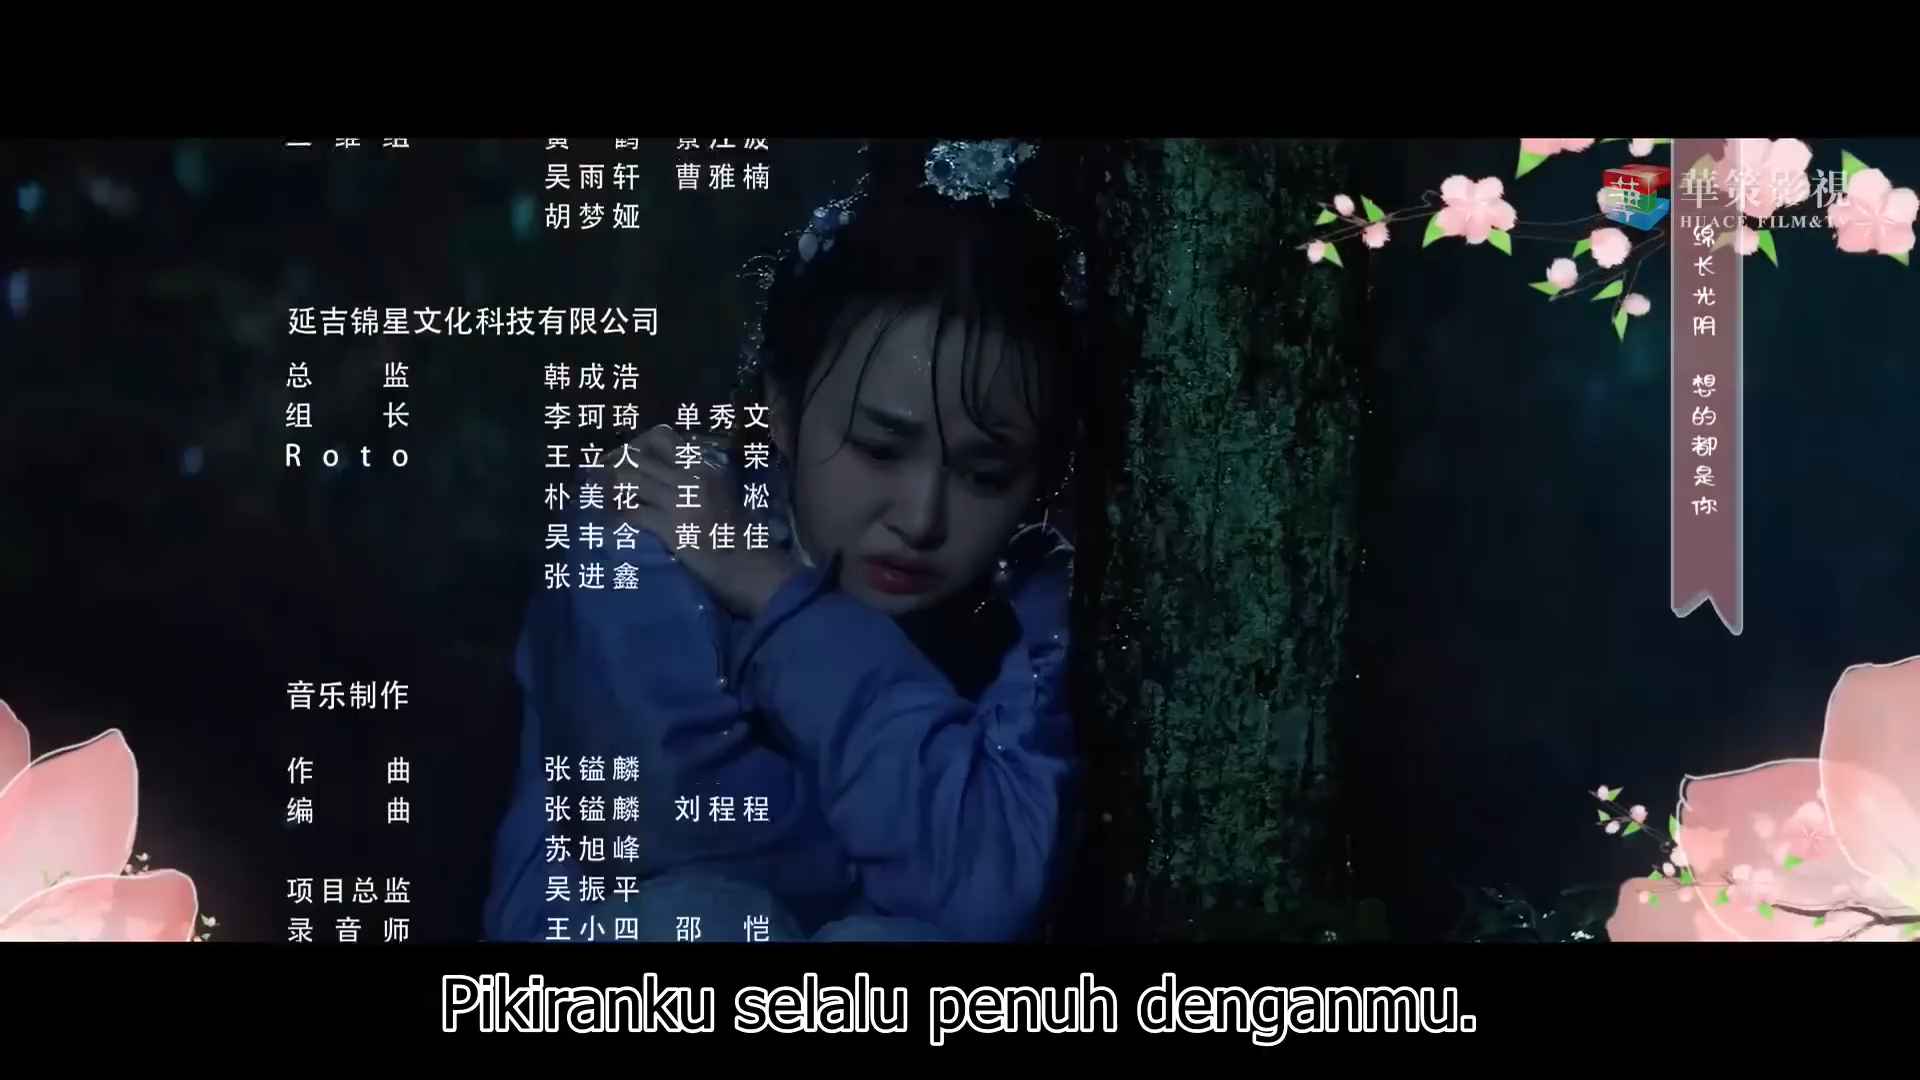 吴雨轩 曹雅楠
胡梦娅
延吉锦星文化科技有限公司
总监 韩成浩
组长 李珂琦 单秀文
Roto 王立人 李荣
朴美花 王凇
吴韦含 黄佳佳
张进鑫
音乐制作
作曲 张镒麟
编曲 张镒麟 刘程程
苏旭峰
项目总监 吴振平
录音师 王小四 邵恺
華策影視
HUACE FILM&TV
绵长光阴 想的都是你
Pikiranku selalu penuh denganmu.